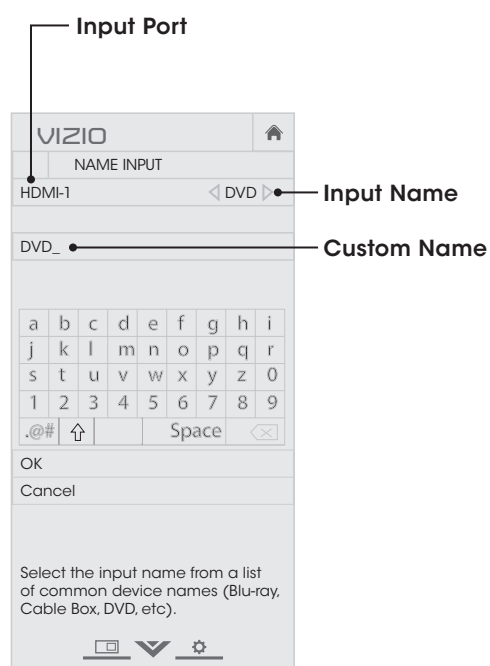 Input Port
VIZIO
NAME INPUT
HDMI-1 DVD Input Name
DVD_ Custom Name
a b c d e f g h i
j k l m n o p q r
s t u v w x y z 0
1 2 3 4 5 6 7 8 9
.@# Space
OK
Cancel
Select the input name from a list
of common device names (Blu-ray,
Cable Box, DVD, etc).